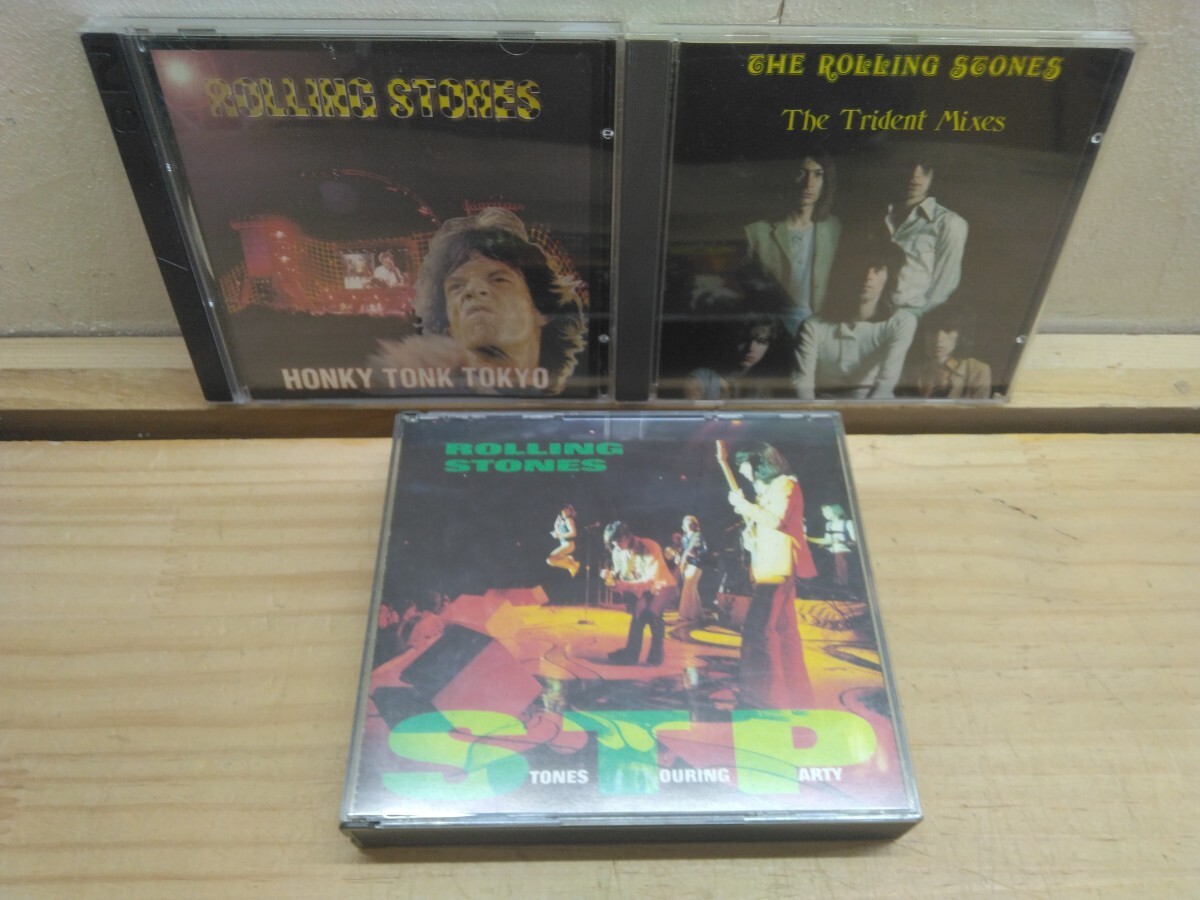 ROLLING STONES
HONKY TONK TOKYO
THE ROLLING STONES
The Trident Mixes
ROLLING
STONES
STP
TONES OURING ARTY